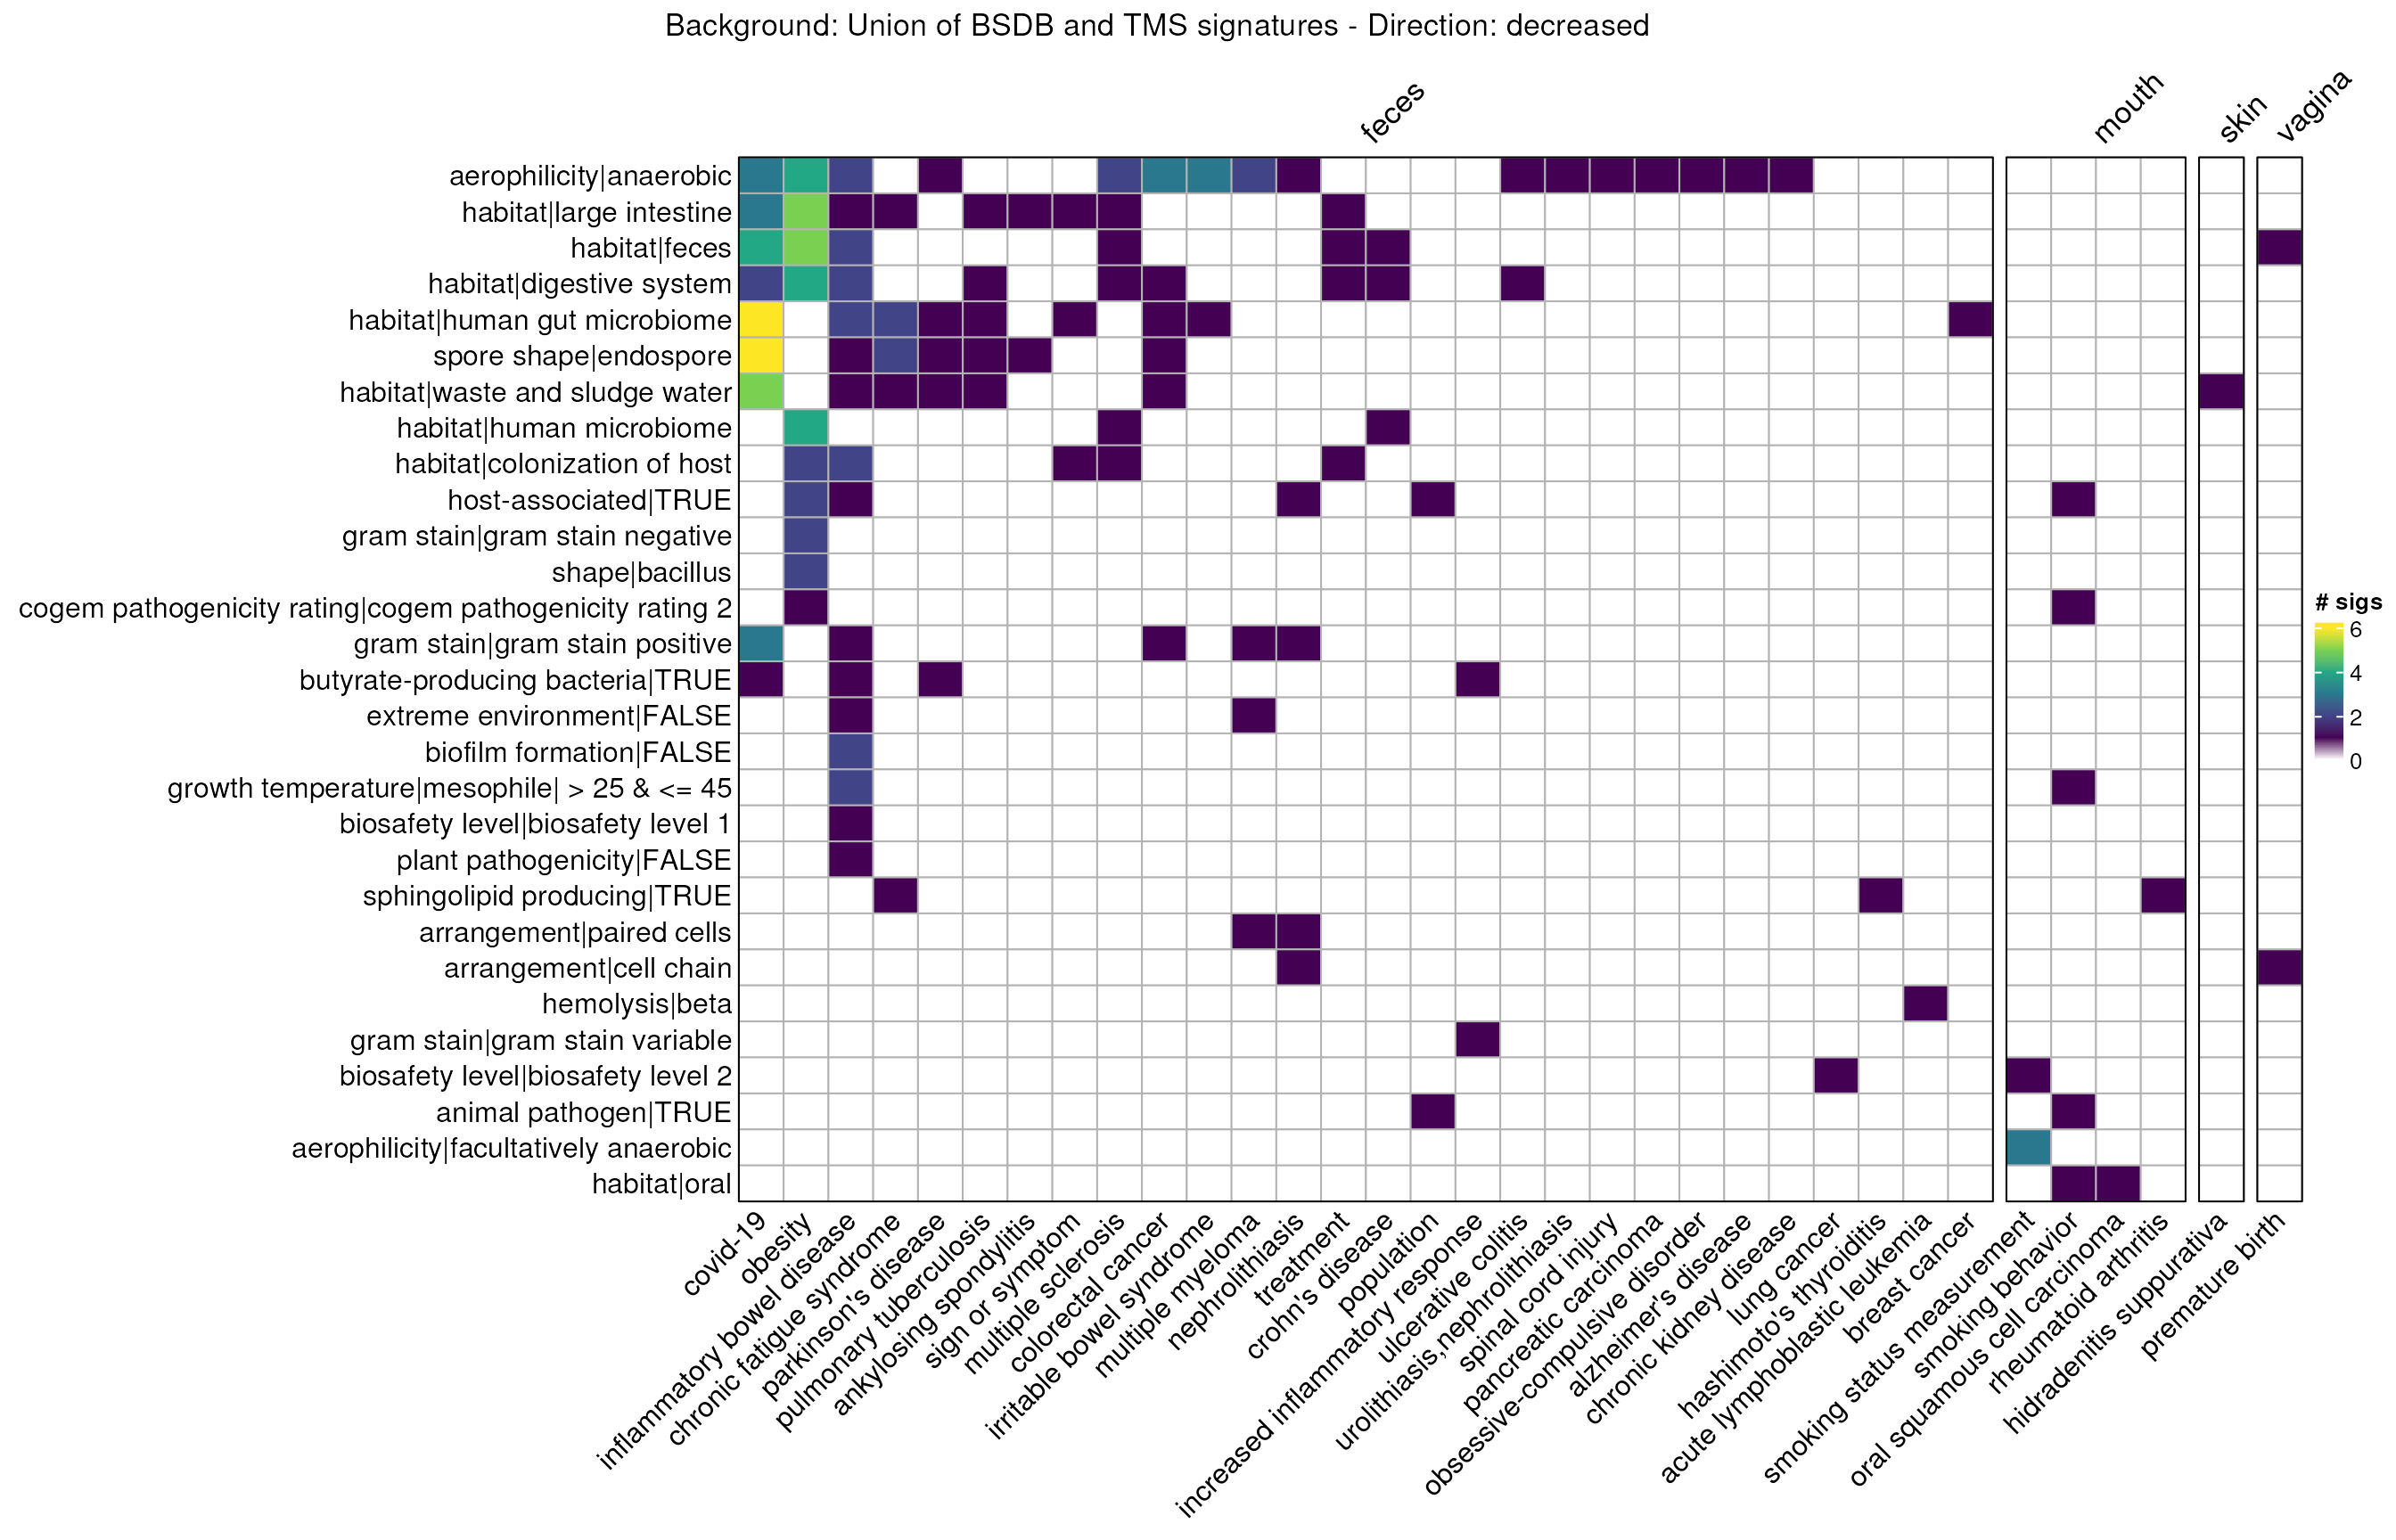 Background: Union of BSDB and TMS signatures - Direction: decreased
feces
mouth
skin
vagina
aerophilicity|anaerobic
habitat|large intestine
habitat|feces
habitat|digestive system
habitat|human gut microbiome
spore shape|endospore
habitat|waste and sludge water
habitat|human microbiome
habitat|colonization of host
host-associated|TRUE
gram stain|gram stain negative
shape|bacillus
cogem pathogenicity rating|cogem pathogenicity rating 2
gram stain|gram stain positive
butyrate-producing bacteria|TRUE
extreme environment|FALSE
biofilm formation|FALSE
growth temperature|mesophile| > 25 & <= 45
biosafety level|biosafety level 1
plant pathogenicity|FALSE
sphingolipid producing|TRUE
arrangement|paired cells
arrangement|cell chain
hemolysis|beta
gram stain|gram stain variable
biosafety level|biosafety level 2
animal pathogen|TRUE
aerophilicity|facultatively anaerobic
habitat|oral
# sigs
6
4
2
0
covid-19
obesity
inflammatory bowel disease
chronic fatigue syndrome
parkinson's disease
pulmonary tuberculosis
ankylosing spondylitis
sign or symptom
multiple sclerosis
colorectal cancer
irritable bowel syndrome
multiple myeloma
nephrolithiasis
treatment
crohn's disease
population
increased inflammatory response
ulcerative colitis
urolithiasis,nephrolithiasis
spinal cord injury
pancreatic carcinoma
obsessive-compulsive disorder
alzheimer's disease
chronic kidney disease
lung cancer
hashimoto's thyroiditis
acute lymphoblastic leukemia
breast cancer
smoking status measurement
smoking behavior
oral squamous cell carcinoma
rheumatoid arthritis
hidradenitis suppurativa
premature birth